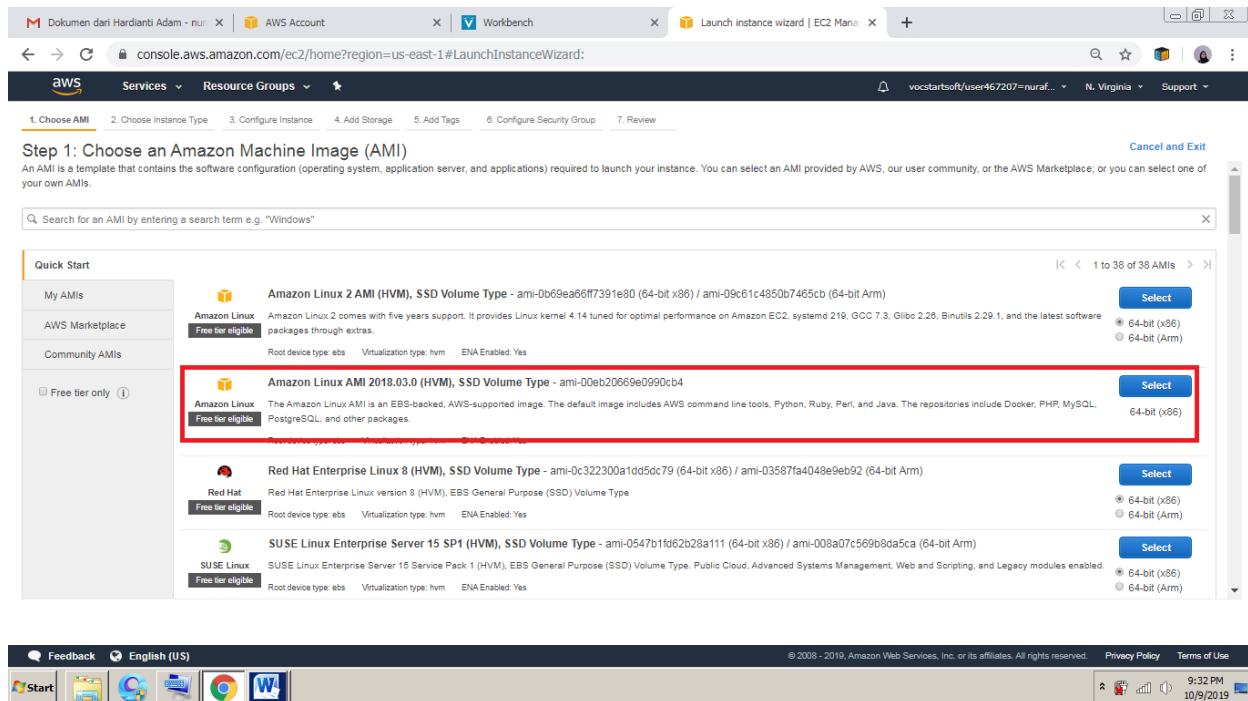 Dokumen dari Hardianti Adam - nur
AWS Account
Workbench
Launch instance wizard | EC2 Mana
console.aws.amazon.com/ec2/home?region=us-east-1#LaunchInstanceWizard:
aws
Services
Resource Groups
vocstartsoft/user467207=nuraf...
N. Virginia
Support
1. Choose AMI
2. Choose Instance Type
3. Configure Instance
4. Add Storage
5. Add Tags
6. Configure Security Group
7. Review
Step 1: Choose an Amazon Machine Image (AMI)
Cancel and Exit
An AMI is a template that contains the software configuration (operating system, application server, and applications) required to launch your instance. You can select an AMI provided by AWS, our user community, or the AWS Marketplace; or you can select one of
your own AMIs.
Search for an AMI by entering a search term e.g. "Windows"
Quick Start
1 to 38 of 38 AMIs
My AMIs
AWS Marketplace
Community AMIs
Free tier only
Amazon Linux
Free tier eligible
Amazon Linux 2 AMI (HVM), SSD Volume Type - ami-0b69ea66ff7391e80 (64-bit x86) / ami-09c61c4850b7465cb (64-bit Arm)
Amazon Linux 2 comes with five years support. It provides Linux kernel 4.14 tuned for optimal performance on Amazon EC2, systemd 219, GCC 7.3, Glibc 2.26, Binutils 2.29.1, and the latest software
packages through extras.
Root device type: ebs Virtualization type: hvm ENA Enabled: Yes
Select
64-bit (x86)
64-bit (Arm)
Amazon Linux
Free tier eligible
Amazon Linux AMI 2018.03.0 (HVM), SSD Volume Type - ami-00eb20669e0990cb4
The Amazon Linux AMI is an EBS-backed, AWS-supported image. The default image includes AWS command line tools, Python, Ruby, Perl, and Java. The repositories include Docker, PHP, MySQL,
PostgreSQL, and other packages.
Root device type: ebs Virtualization type: hvm ENA Enabled: Yes
Select
64-bit (x86)
Red Hat
Free tier eligible
Red Hat Enterprise Linux 8 (HVM), SSD Volume Type - ami-0c322300a1dd5dc79 (64-bit x86) / ami-03587fa4048e9eb92 (64-bit Arm)
Red Hat Enterprise Linux version 8 (HVM), EBS General Purpose (SSD) Volume Type
Root device type: ebs Virtualization type: hvm ENA Enabled: Yes
Select
64-bit (x86)
64-bit (Arm)
SUSE Linux
Free tier eligible
SUSE Linux Enterprise Server 15 SP1 (HVM), SSD Volume Type - ami-0547b1fd62b28a111 (64-bit x86) / ami-008a07c569b8da5ca (64-bit Arm)
SUSE Linux Enterprise Server 15 Service Pack 1 (HVM), EBS General Purpose (SSD) Volume Type. Public Cloud, Advanced Systems Management, Web and Scripting, and Legacy modules enabled.
Root device type: ebs Virtualization type: hvm ENA Enabled: Yes
Select
64-bit (x86)
64-bit (Arm)
Feedback
English (US)
© 2008 - 2019, Amazon Web Services, Inc. or its affiliates. All rights reserved.
Privacy Policy
Terms of Use
Start
9:32 PM
10/9/2019